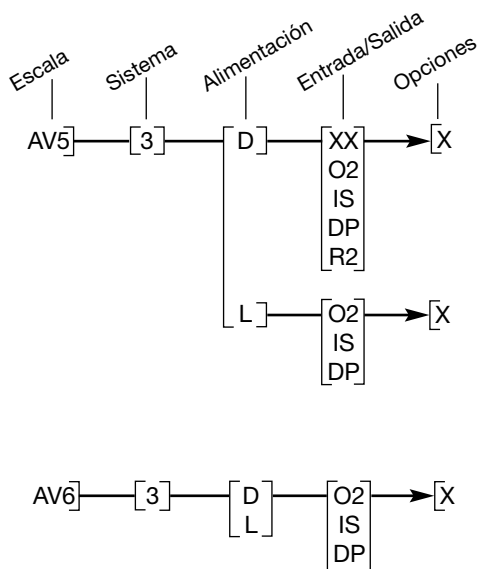 Escala Sistema Alimentación Entrada/Salida Opciones
AV5] [3] [D] [XX] [X
O2
IS
DP
R2
L] [O2] [X
IS
DP
AV6] [3] [D] [O2] [X
L IS
DP